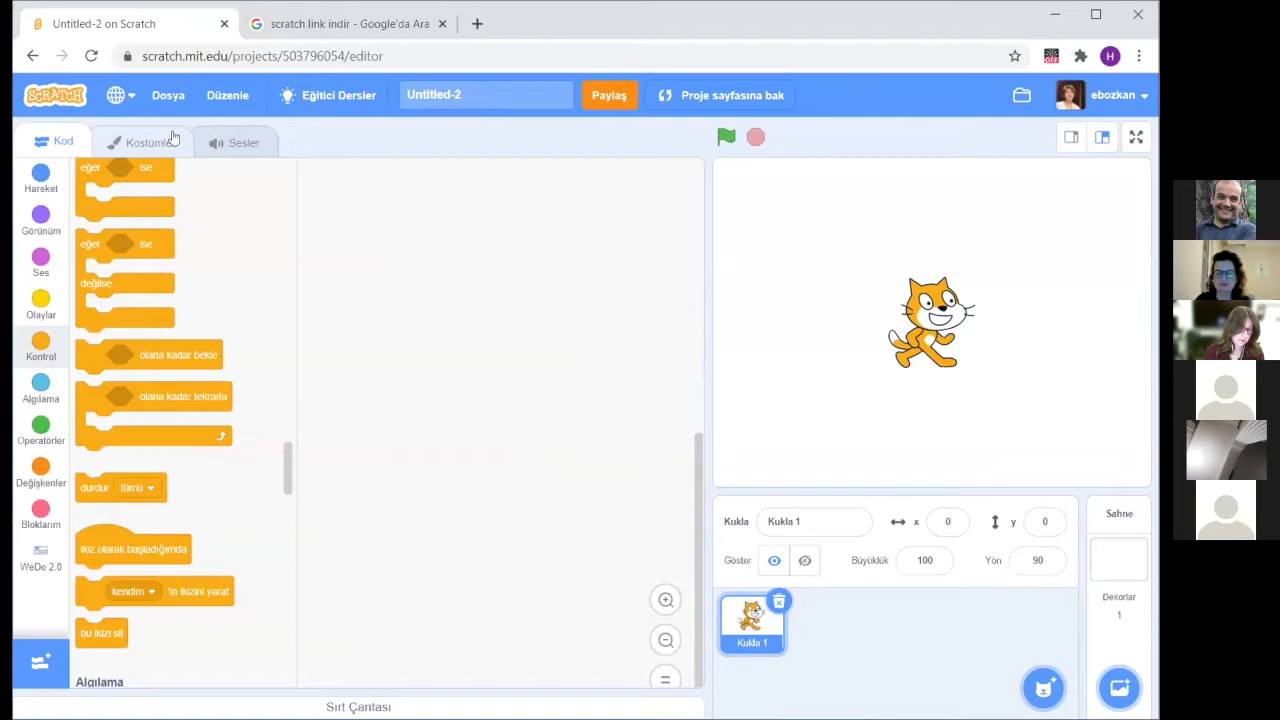 Untitled-2 on Scratch
scratch link indir - Google'da Ara
scratch.mit.edu/projects/503796054/editor
OFF
H
SCRATCH
Dosya
Düzenle
Eğitici Dersler
Untitled-2
Paylaş
Proje sayfasına bak
ebozkan
Kod
Kostümle
Sesler
Hareket
Görünüm
Ses
Olaylar
Kontrol
Algılama
Operatörler
Değişkenler
Bloklarım
WeDo 2.0
eğer ise
eğer ise
değilse
olana kadar bekle
olana kadar tekrarla
durdur tümü
ikiz olarak başladığımda
kendim 'in ikizini yarat
bu ikizi sil
Algılama
Sırt Çantası
Kukla Kukla 1 x 0 y 0
Göster Büyüklük 100 Yön 90
Kukla 1
Sahne
Dekorlar
1